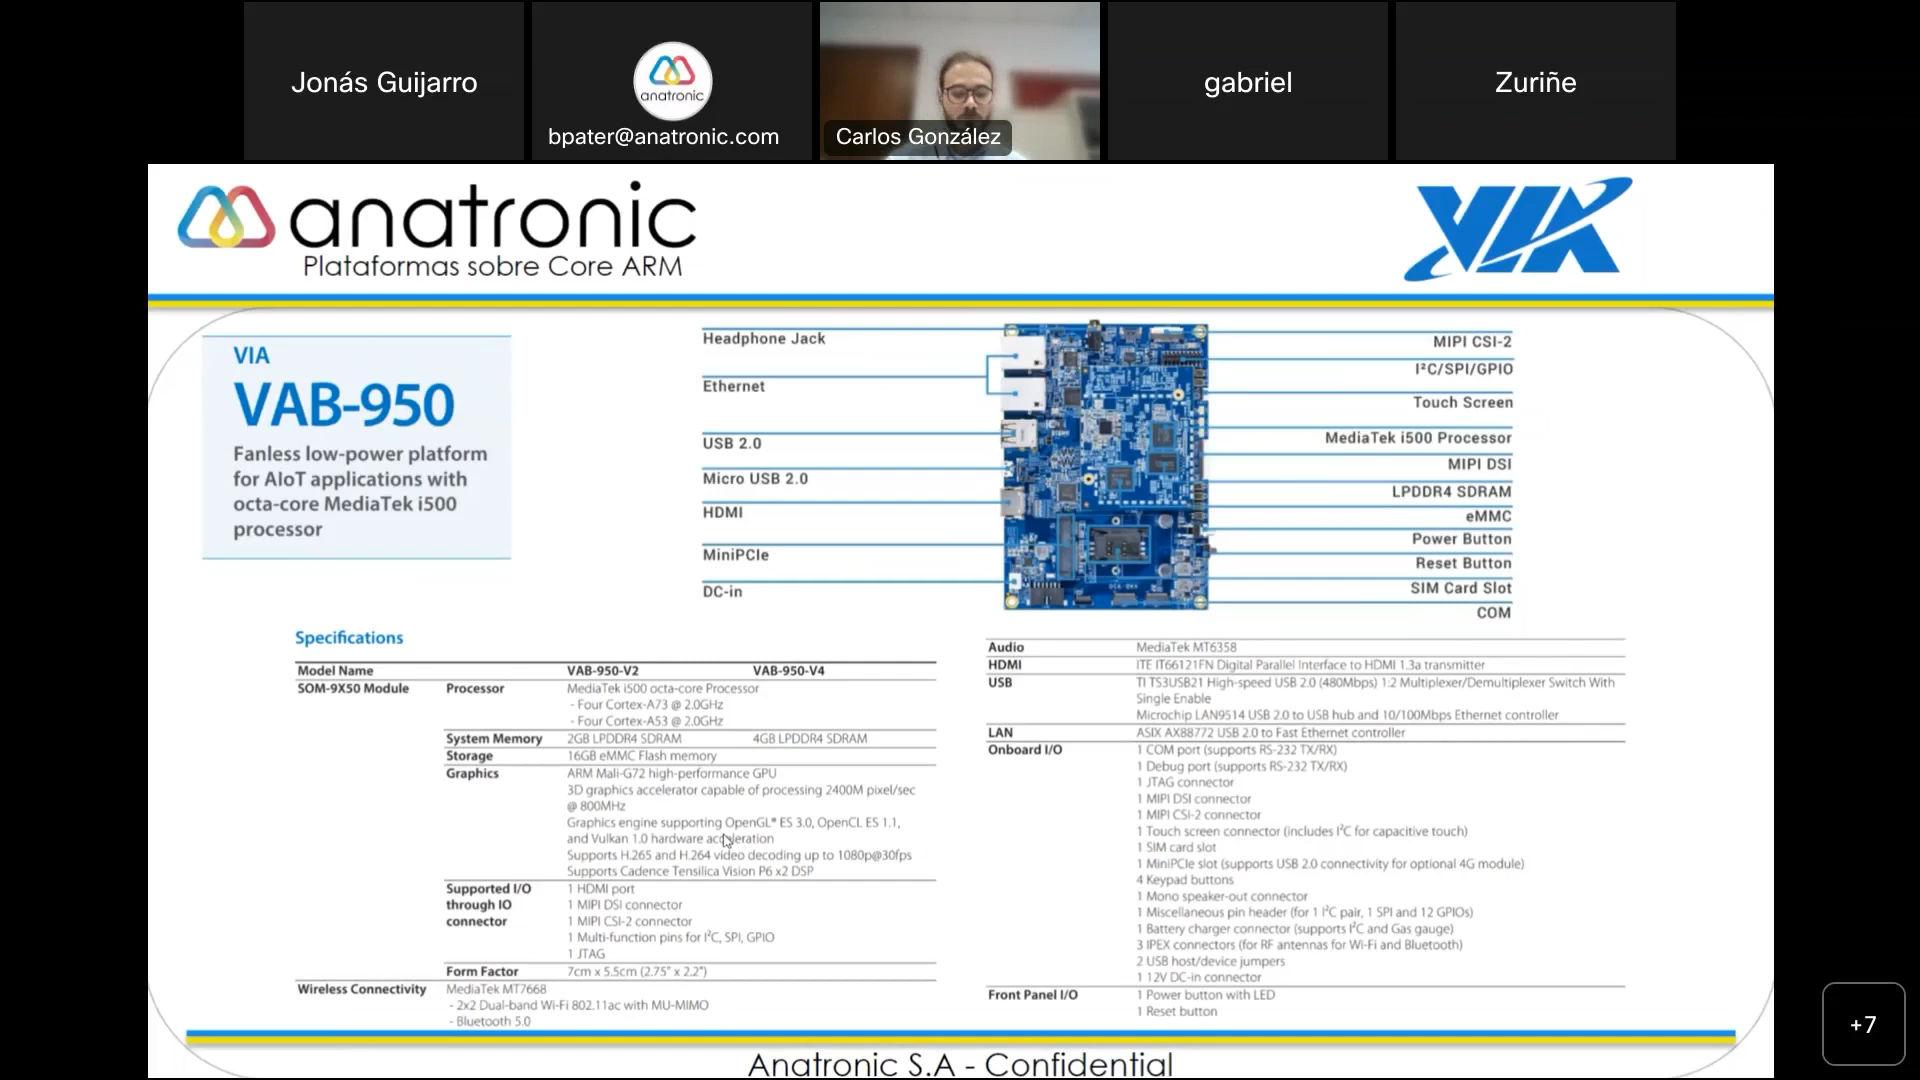 Jonás Guijarro
anatronic
bpater@anatronic.com
Carlos González
gabriel
Zuriñe
anatronic
Plataformas sobre Core ARM
VIA
VIA
VAB-950
Fanless low-power platform
for AIoT applications with
octa-core MediaTek i500
processor
Headphone Jack
Ethernet
USB 2.0
Micro USB 2.0
HDMI
MiniPCIe
DC-in
MIPI CSI-2
I²C/SPI/GPIO
Touch Screen
MediaTek i500 Processor
MIPI DSI
LPDDR4 SDRAM
eMMC
Power Button
Reset Button
SIM Card Slot
COM
Specifications
Model Name VAB-950-V2 VAB-950-V4
SOM-9X50 Module Processor MediaTek i500 octa-core Processor
- Four Cortex-A73 @ 2.0GHz
- Four Cortex-A53 @ 2.0GHz
System Memory 2GB LPDDR4 SDRAM 4GB LPDDR4 SDRAM
Storage 16GB eMMC Flash memory
Graphics ARM Mali-G72 high-performance GPU
3D graphics accelerator capable of processing 2400M pixel/sec
@ 800MHz
Graphics engine supporting OpenGL® ES 3.0, OpenCL ES 1.1,
and Vulkan 1.0 hardware acceleration
Supports H.265 and H.264 video decoding up to 1080p@30fps
Supports Cadence Tensilica Vision P6 x2 DSP
Supported I/O 1 HDMI port
through IO 1 MIPI DSI connector
connector 1 MIPI CSI-2 connector
1 Multi-function pins for I²C, SPI, GPIO
1 JTAG
Form Factor 7cm x 5.5cm (2.75" x 2.2")
Wireless Connectivity MediaTek MT7668
- 2x2 Dual-band Wi-Fi 802.11ac with MU-MIMO
- Bluetooth 5.0
Audio MediaTek MT6358
HDMI ITE IT66121FN Digital Parallel Interface to HDMI 1.3a transmitter
USB TI TS3USB21 High-speed USB 2.0 (480Mbps) 1:2 Multiplexer/Demultiplexer Switch With
Single Enable
Microchip LAN9514 USB 2.0 to USB hub and 10/100Mbps Ethernet controller
LAN ASIX AX88772 USB 2.0 to Fast Ethernet controller
Onboard I/O 1 COM port (supports RS-232 TX/RX)
1 Debug port (supports RS-232 TX/RX)
1 JTAG connector
1 MIPI DSI connector
1 MIPI CSI-2 connector
1 Touch screen connector (includes I²C for capacitive touch)
1 SIM card slot
1 MiniPCIe slot (supports USB 2.0 connectivity for optional 4G module)
4 Keypad buttons
1 Mono speaker-out connector
1 Miscellaneous pin header (for 1 I²C pair, 1 SPI and 12 GPIOs)
1 Battery charger connector (supports I²C and Gas gauge)
3 IPEX connectors (for RF antennas for Wi-Fi and Bluetooth)
2 USB host/device jumpers
1 12V DC-in connector
Front Panel I/O 1 Power button with LED
1 Reset button
+7
Anatronic S.A - Confidential